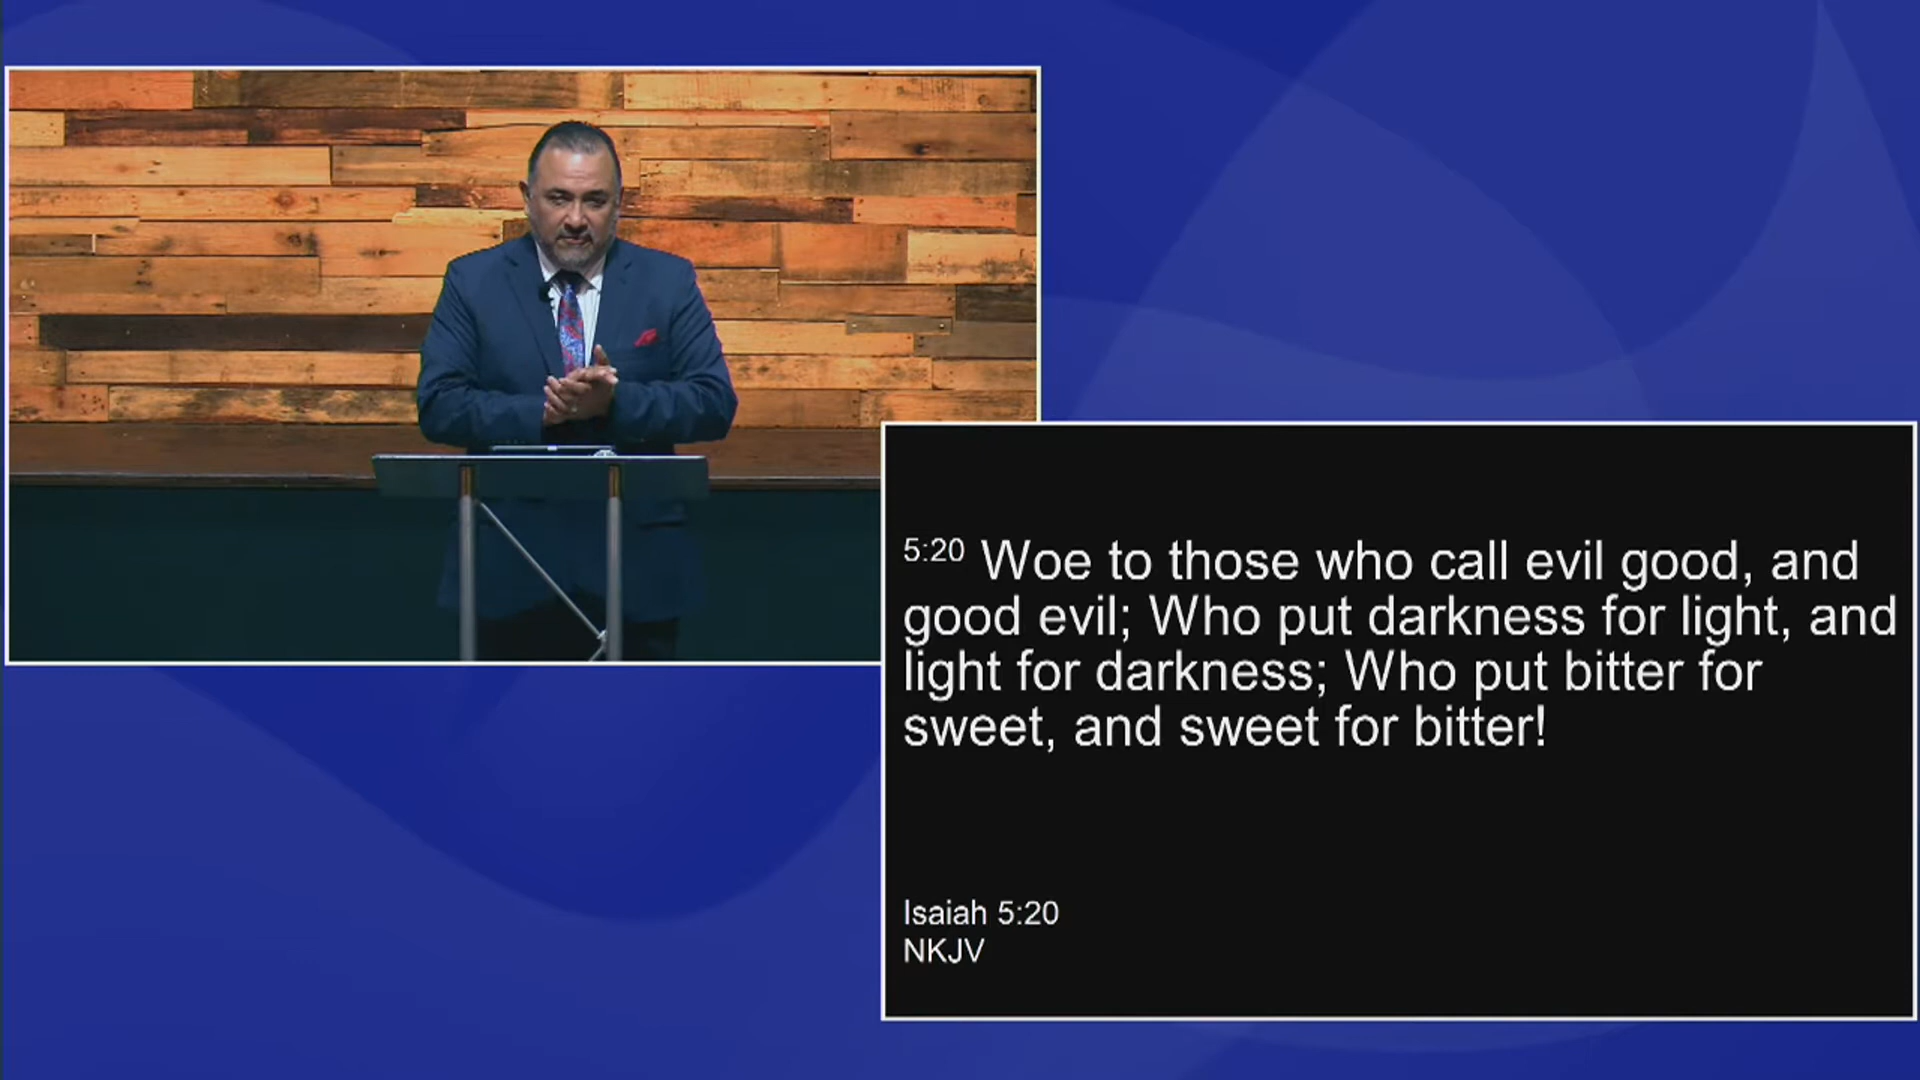 5:20 Woe to those who call evil good, and
good evil; Who put darkness for light, and
light for darkness; Who put bitter for
sweet, and sweet for bitter!
Isaiah 5:20
NKJV